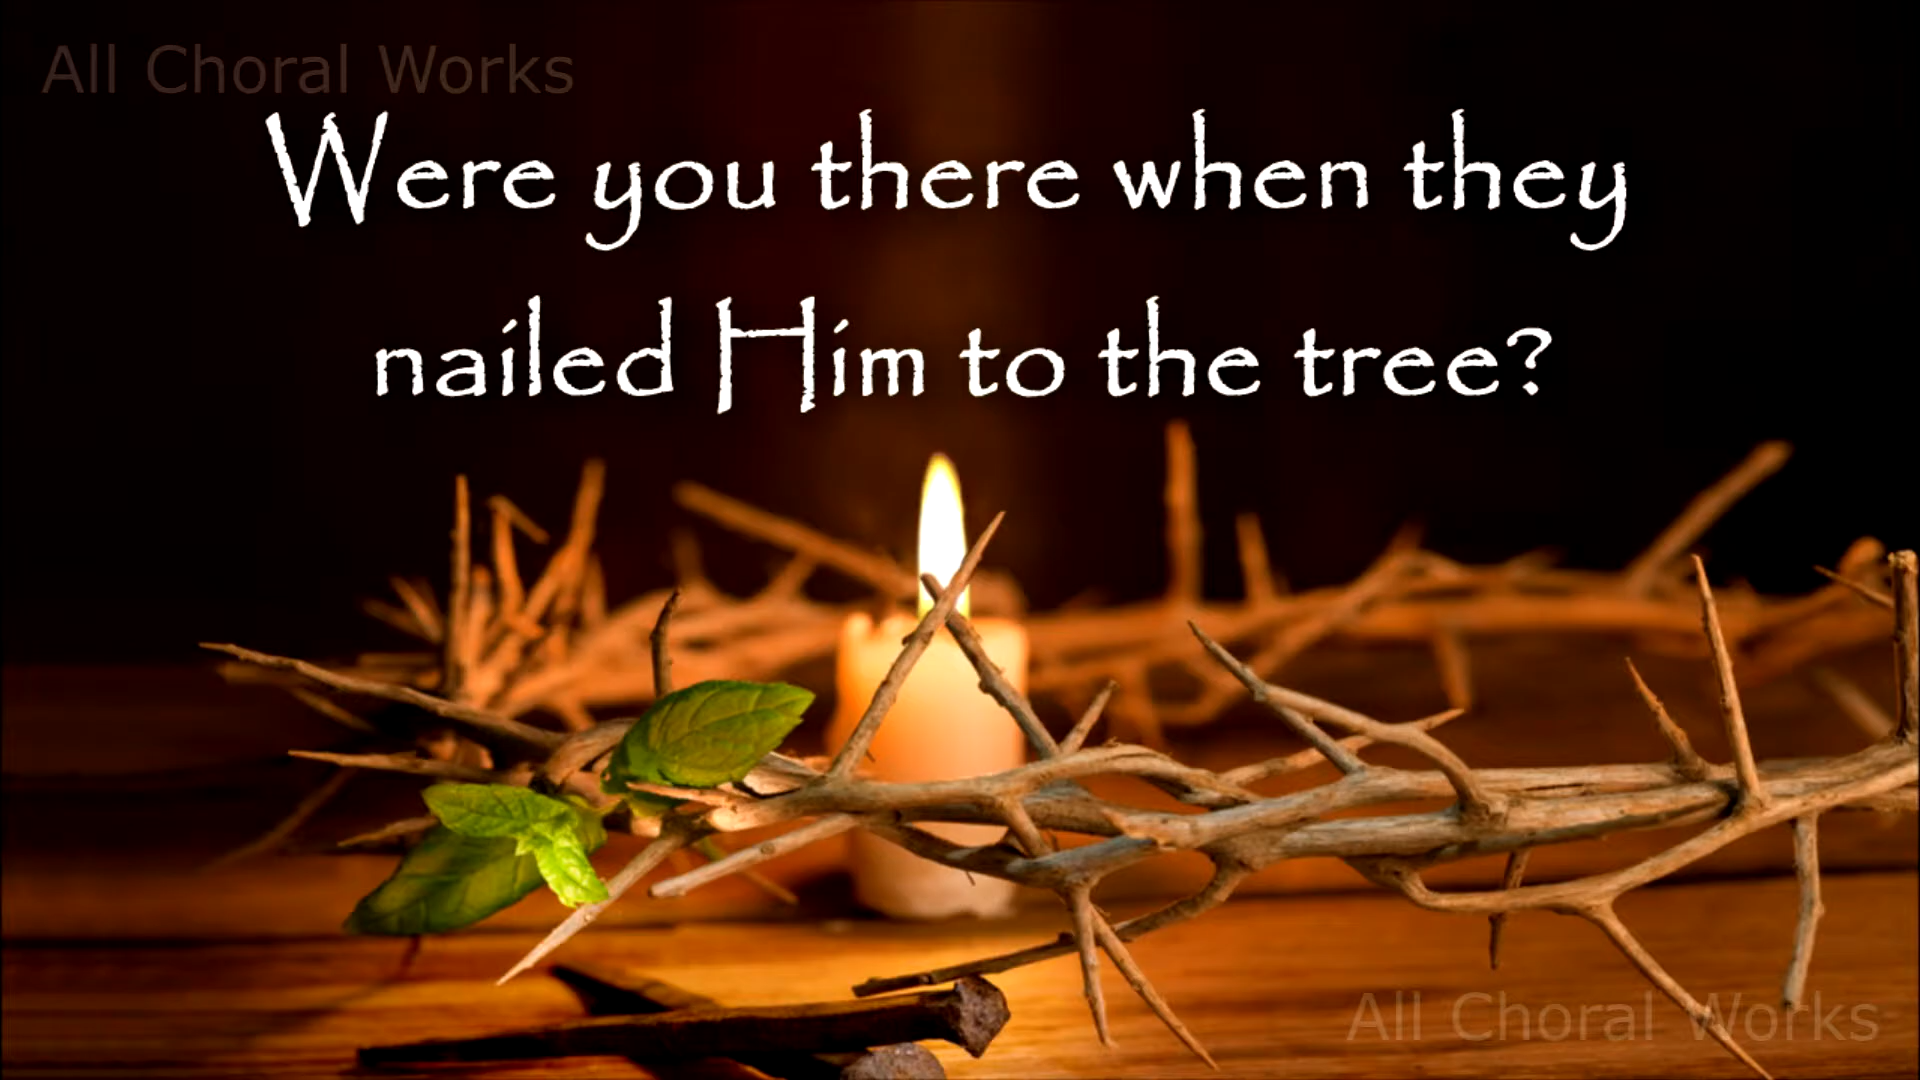 All Choral Works
Were you there when they
nailed Him to the tree?
All Choral Works